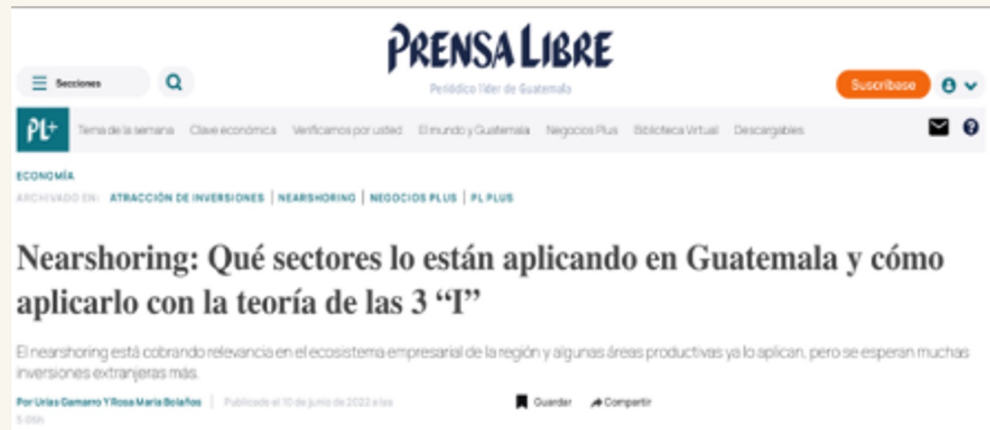 PRENSA LIBRE
Periódico líder de Guatemala
Secciones
Suscríbase
PL+
Tema de la semana Clave económica Verificamos por usted El mundo y Guatemala Negocios Plus Biblioteca Virtual Descargables
ECONOMÍA
ARCHIVADO EN: ATRACCIÓN DE INVERSIONES | NEARSHORING | NEGOCIOS PLUS | PL PLUS
Nearshoring: Qué sectores lo están aplicando en Guatemala y cómo
aplicarlo con la teoría de las 3 “I”
El nearshoring está cobrando relevancia en el ecosistema empresarial de la región y algunas áreas productivas ya lo aplican, pero se esperan muchas
inversiones extranjeras más.
Por Urias Gamarro Y Rosa María Bolaños | Publicado el 10 de junio de 2022 a las
5:05h
Guardar Compartir